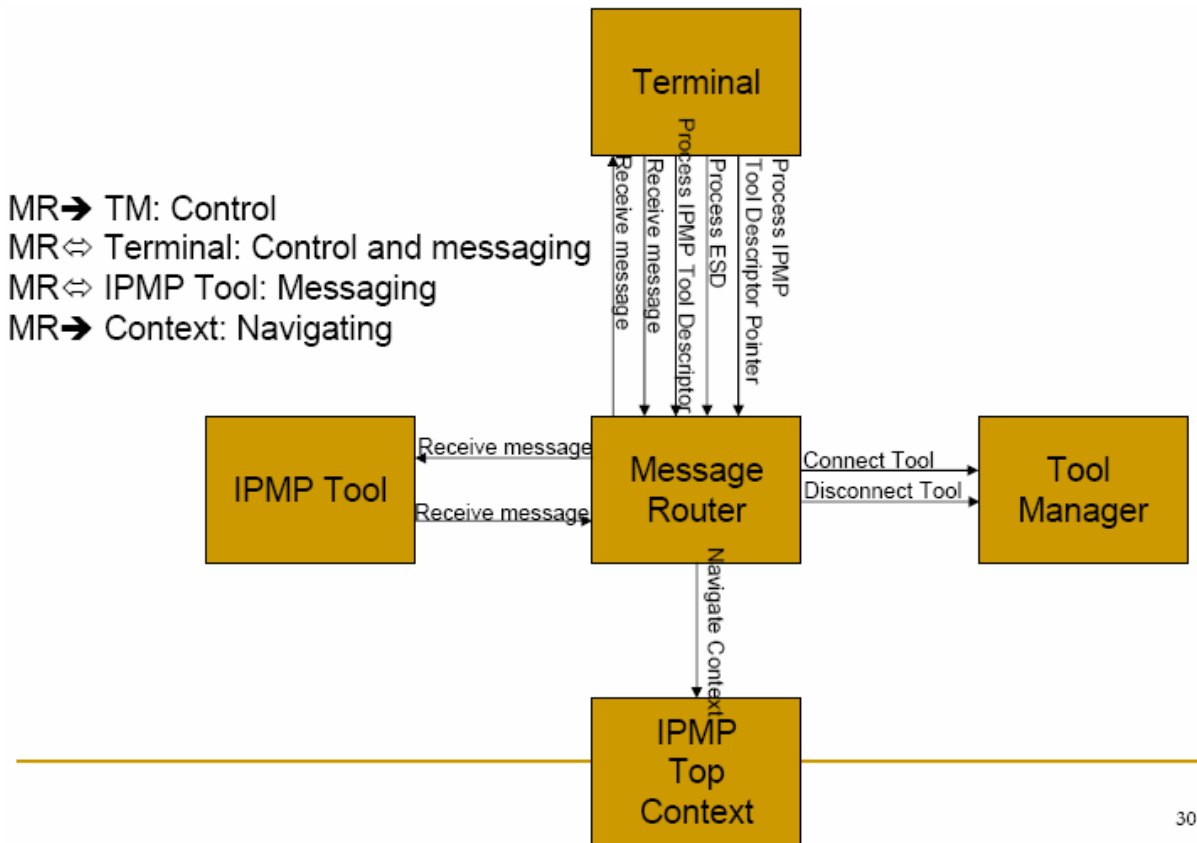 Terminal
Receive message
Receive message
Process IPMP Tool Descriptor
Process ESD
Tool Descriptor Pointer
Process IPMP
MR➔ TM: Control
MR⇔ Terminal: Control and messaging
MR⇔ IPMP Tool: Messaging
MR➔ Context: Navigating
IPMP Tool
Receive message
Receive message
Message
Router
Connect Tool
Disconnect Tool
Tool
Manager
Navigate Context
IPMP
Top
Context
30